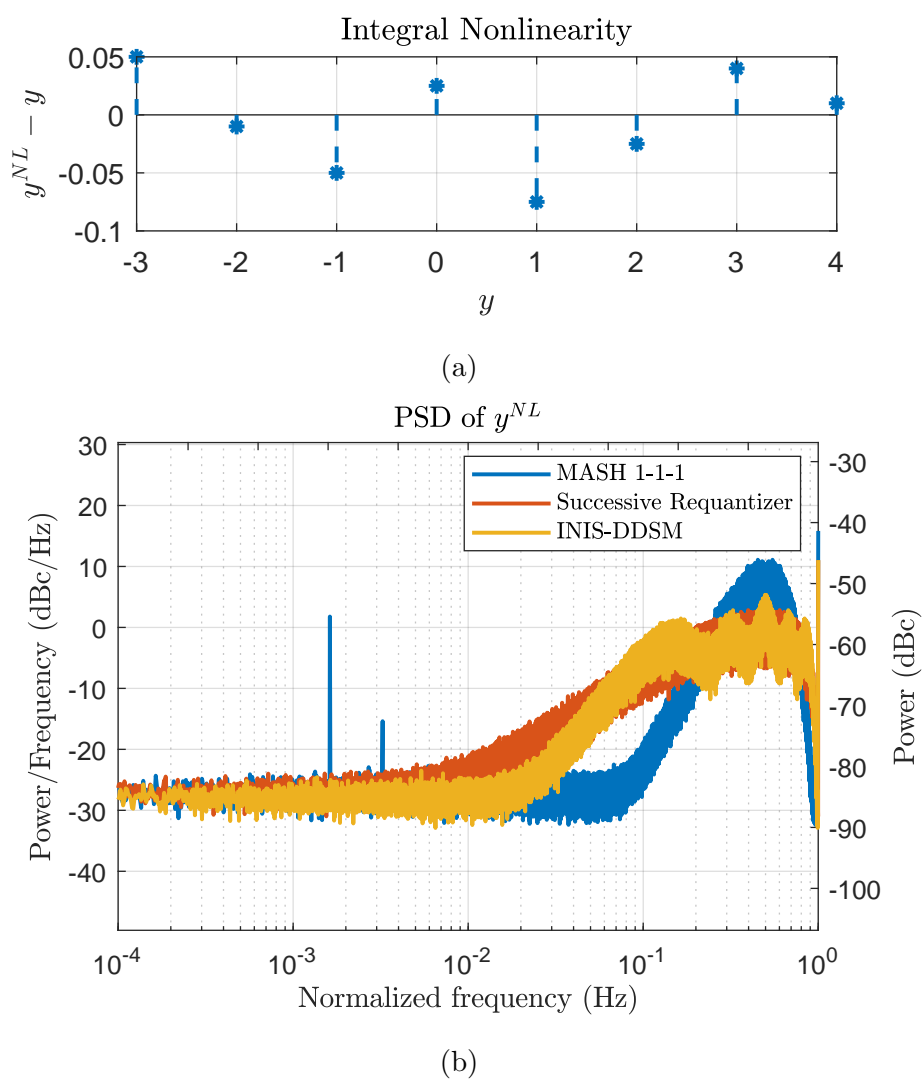 Integral Nonlinearity
0.05
0
-0.05
-0.1
y^{NL} − y
-3 -2 -1 0 1 2 3 4
y
(a)
PSD of y^{NL}
30
20
10
0
-10
-20
-30
-40
Power/Frequency (dBc/Hz)
MASH 1-1-1
Successive Requantizer
INIS-DDSM
-30
-40
-50
-60
-70
-80
-90
-100
Power (dBc)
10^{-4} 10^{-3} 10^{-2} 10^{-1} 10^{0}
Normalized frequency (Hz)
(b)